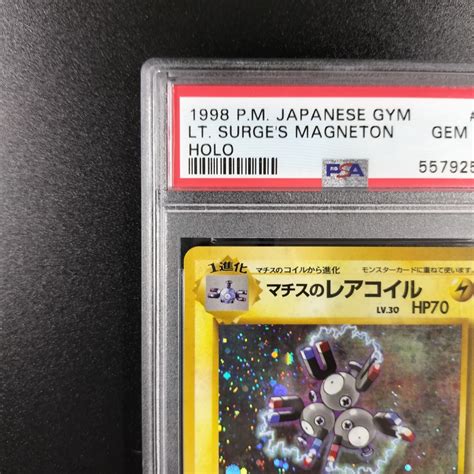 1998 P.M. JAPANESE GYM #
LT. SURGE'S MAGNETON GEM
HOLO
PSA 557925
1進化 マチスのコイルから進化 モンスターカードに重ねて使います。
マチスのレアコイル
LV.30 HP70